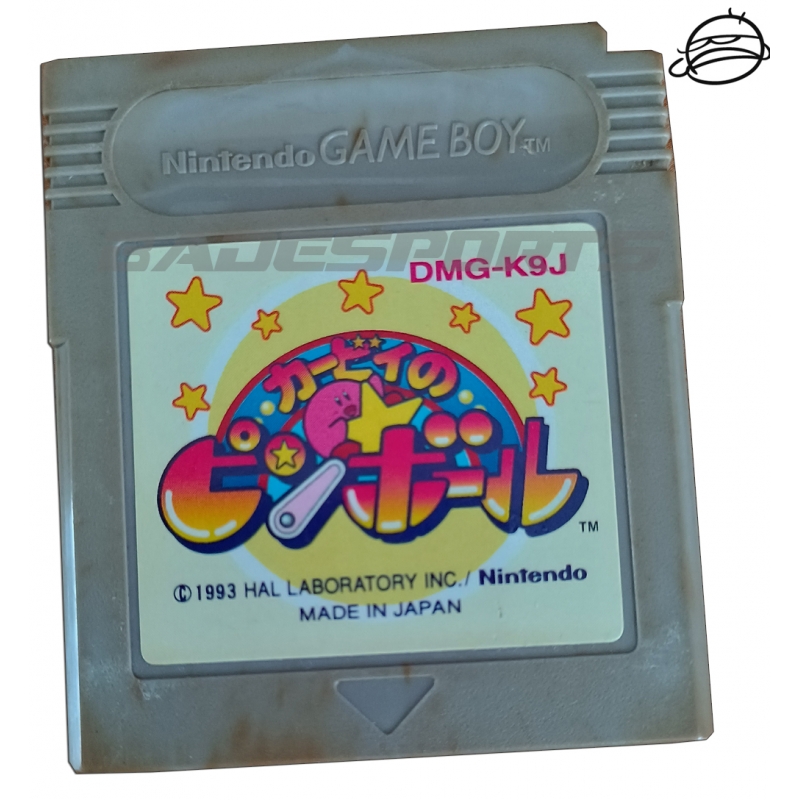 Nintendo GAME BOY TM
BADESPORTS
DMG-K9J
カービィの
ピンボール
TM
©1993 HAL LABORATORY INC./ Nintendo
MADE IN JAPAN